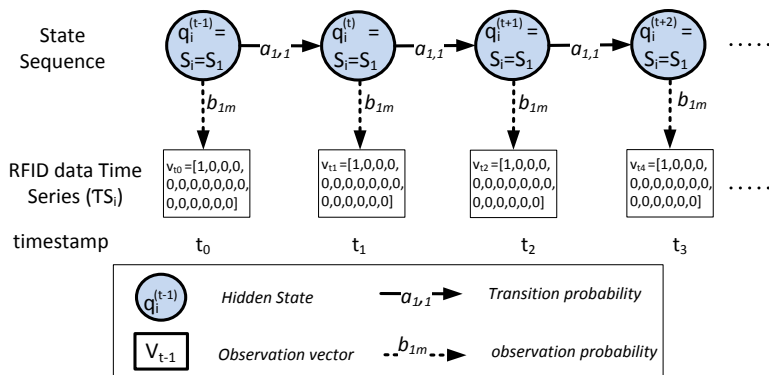 State Sequence
q_i^(t-1) = S_i=S_1
a_1,1
q_i^(t) = S_i=S_1
a_1,1
q_i^(t+1) = S_i=S_1
a_1,1
q_i^(t+2) = S_i=S_1
.....
b_1m
b_1m
b_1m
b_1m
RFID data Time
Series (TS_i)
v_t0=[1,0,0,0,
0,0,0,0,0,0,0,
0,0,0,0,0,0]
v_t1=[1,0,0,0,
0,0,0,0,0,0,0,
0,0,0,0,0,0]
v_t2=[1,0,0,0,
0,0,0,0,0,0,0,
0,0,0,0,0,0]
v_t4=[1,0,0,0,
0,0,0,0,0,0,0,
0,0,0,0,0,0]
.....
timestamp
t_0
t_1
t_2
t_3
q_i^(t-1)
Hidden State
a_1,1
Transition probability
V_t-1
Observation vector
b_1m
observation probability